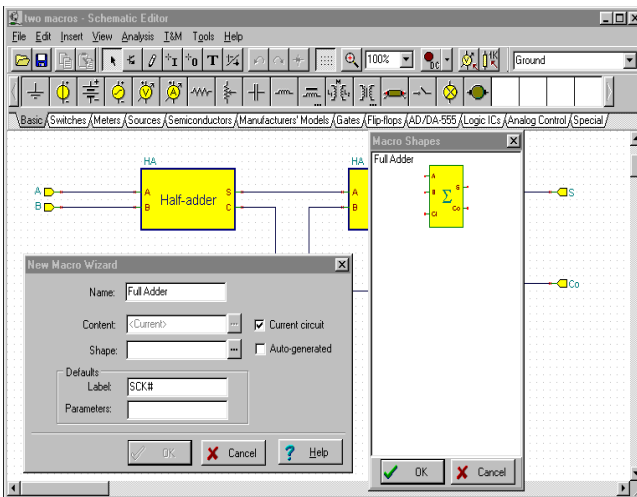 two macros - Schematic Editor
File Edit Insert View Analysis T&M Tools Help
100% DC Ground
Basic Switches Meters Sources Semiconductors Manufacturers' Models Gates Flip-flops AD/DA-555 Logic ICs Analog Control Special
Macro Shapes
Full Adder
A
B
CI
Σ
S
Co
HA
HA
A
B
A
B
Half-adder
S
C
A
B
S
Co
New Macro Wizard
Name: Full Adder
Content: <Current> ... Current circuit
Shape: ... Auto-generated
Defaults
Label: SCK#
Parameters:
OK Cancel ? Help
OK Cancel